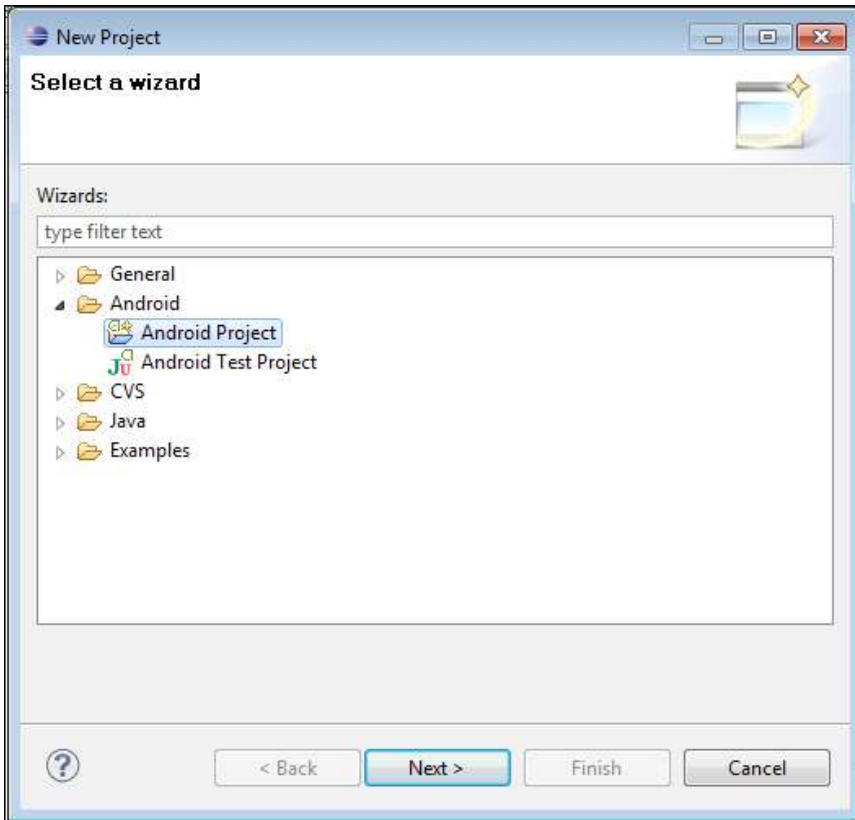 New Project
Select a wizard
Wizards:
type filter text
General
Android
Android Project
Android Test Project
CVS
Java
Examples
< Back
Next >
Finish
Cancel